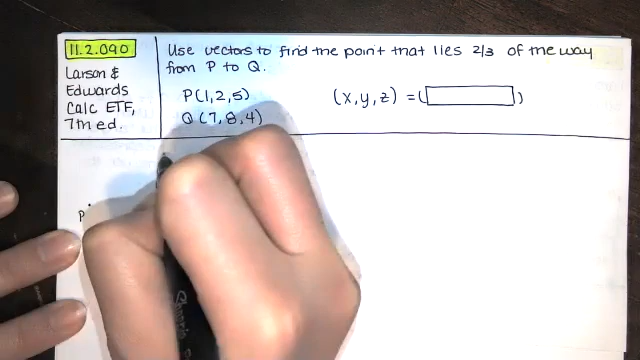 11.2.090
Larson &
Edwards
Calc ETF,
7th ed.
Use vectors to find the point that lies 2/3 of the way
from P to Q.
P(1,2,5)
Q(7,8,4)
(x,y,z) = ( )
P
Sharpie